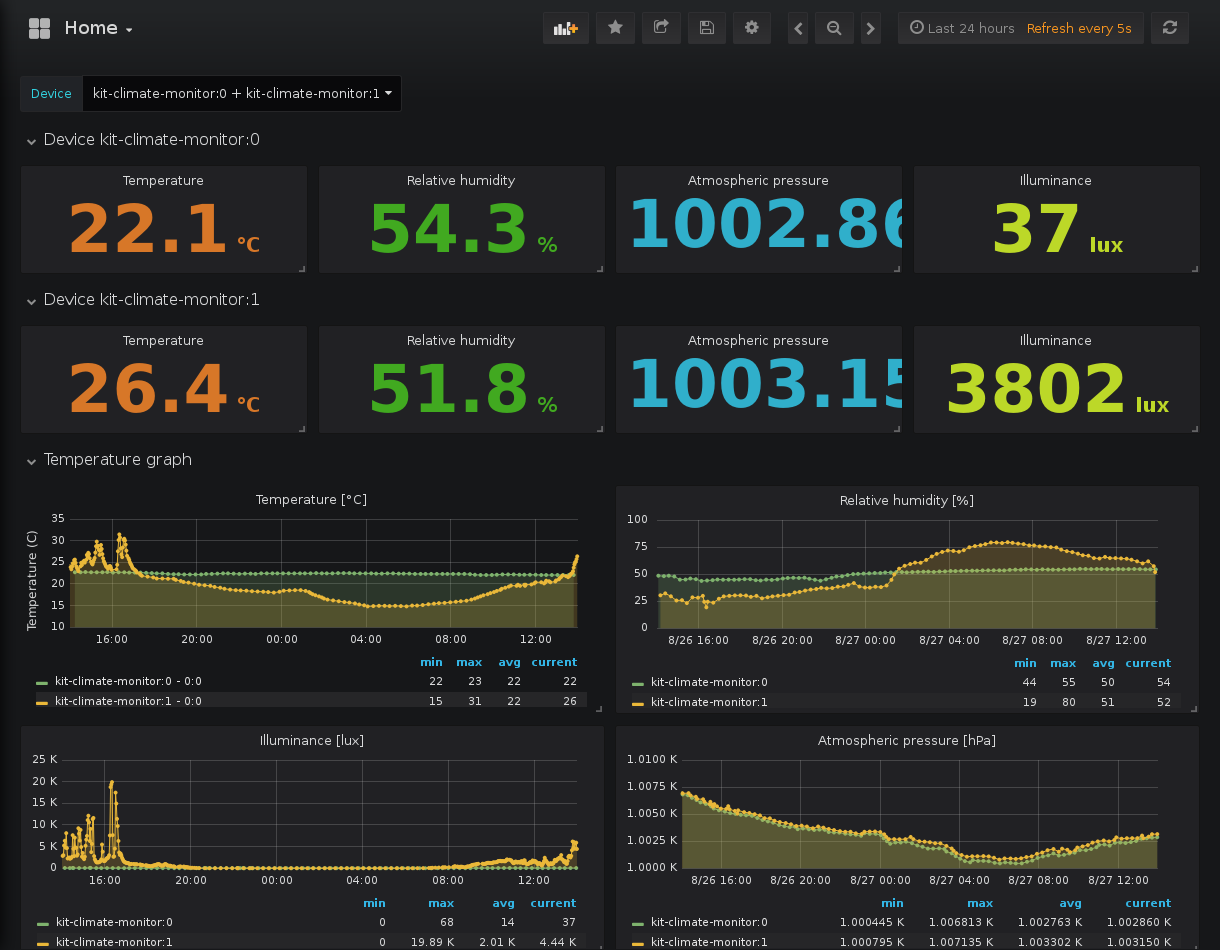 Home
Last 24 hours Refresh every 5s
Device kit-climate-monitor:0 + kit-climate-monitor:1
Device kit-climate-monitor:0
Temperature Relative humidity Atmospheric pressure Illuminance
22.1 °C 54.3 % 1002.86 37 lux
Device kit-climate-monitor:1
Temperature Relative humidity Atmospheric pressure Illuminance
26.4 °C 51.8 % 1003.15 3802 lux
Temperature graph
Temperature [°C]
Temperature (C)
35
30
25
20
15
10
16:00 20:00 00:00 04:00 08:00 12:00
min max avg current
kit-climate-monitor:0 - 0:0 22 23 22 22
kit-climate-monitor:1 - 0:0 15 31 22 26
Relative humidity [%]
100
75
50
25
0
8/26 16:00 8/26 20:00 8/27 00:00 8/27 04:00 8/27 08:00 8/27 12:00
min max avg current
kit-climate-monitor:0 44 55 50 54
kit-climate-monitor:1 19 80 51 52
Illuminance [lux]
25 K
20 K
15 K
10 K
5 K
0
16:00 20:00 00:00 04:00 08:00 12:00
min max avg current
kit-climate-monitor:0 0 68 14 37
kit-climate-monitor:1 0 19.89 K 2.01 K 4.44 K
Atmospheric pressure [hPa]
1.0100 K
1.0075 K
1.0050 K
1.0025 K
1.0000 K
8/26 16:00 8/26 20:00 8/27 00:00 8/27 04:00 8/27 08:00 8/27 12:00
min max avg current
kit-climate-monitor:0 1.000445 K 1.006813 K 1.002763 K 1.002860 K
kit-climate-monitor:1 1.000795 K 1.007135 K 1.003302 K 1.003150 K